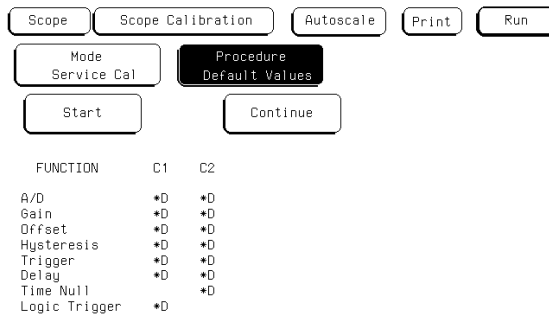 Scope Scope Calibration Autoscale Print Run
Mode Procedure
Service Cal Default Values
Start Continue
FUNCTION C1 C2
A/D *D *D
Gain *D *D
Offset *D *D
Hysteresis *D *D
Trigger *D *D
Delay *D *D
Time Null *D
Logic Trigger *D